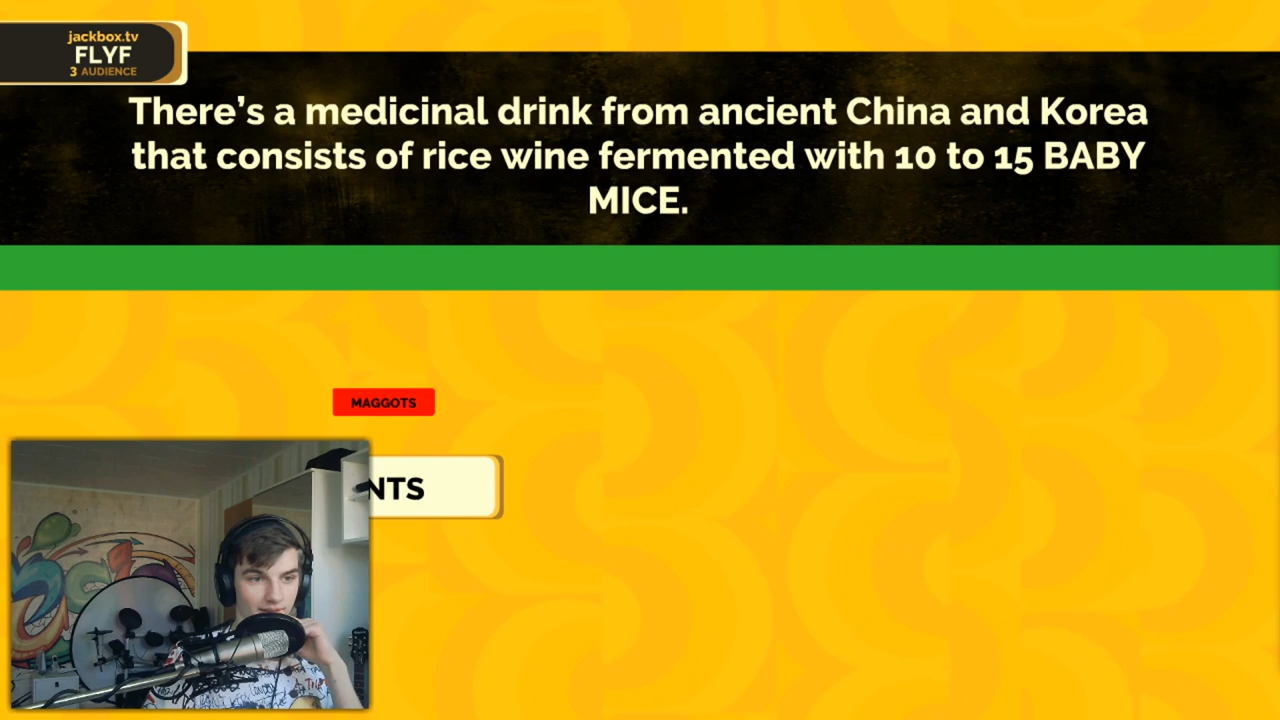 jackbox.tv
FLYF
3 AUDIENCE
There's a medicinal drink from ancient China and Korea
that consists of rice wine fermented with 10 to 15 BABY
MICE.
MAGGOTS
NTS